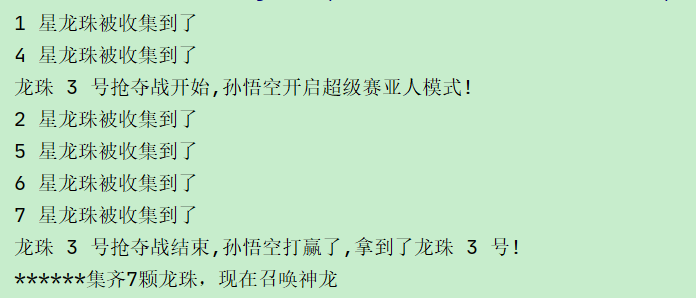 1 星龙珠被收集到了
4 星龙珠被收集到了
龙珠 3 号抢夺战开始,孙悟空开启超级赛亚人模式!
2 星龙珠被收集到了
5 星龙珠被收集到了
6 星龙珠被收集到了
7 星龙珠被收集到了
龙珠 3 号抢夺战结束,孙悟空打赢了,拿到了龙珠 3 号!
******集齐7颗龙珠，现在召唤神龙